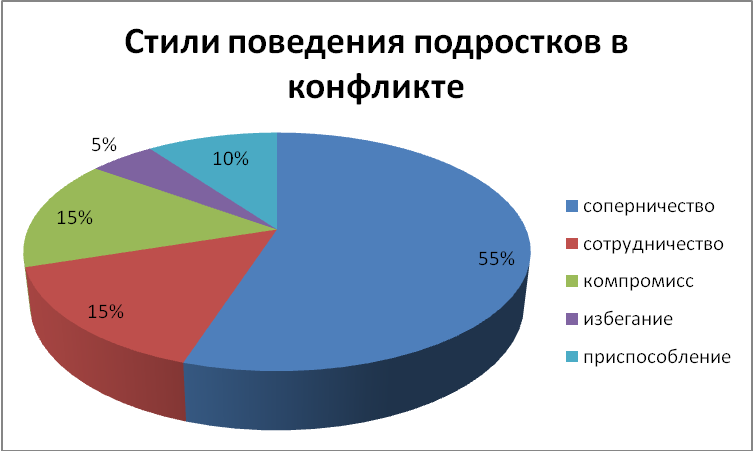 Стили поведения подростков в
конфликте
5%
10%
15%
55%
15%
соперничество
сотрудничество
компромисс
избегание
приспособление